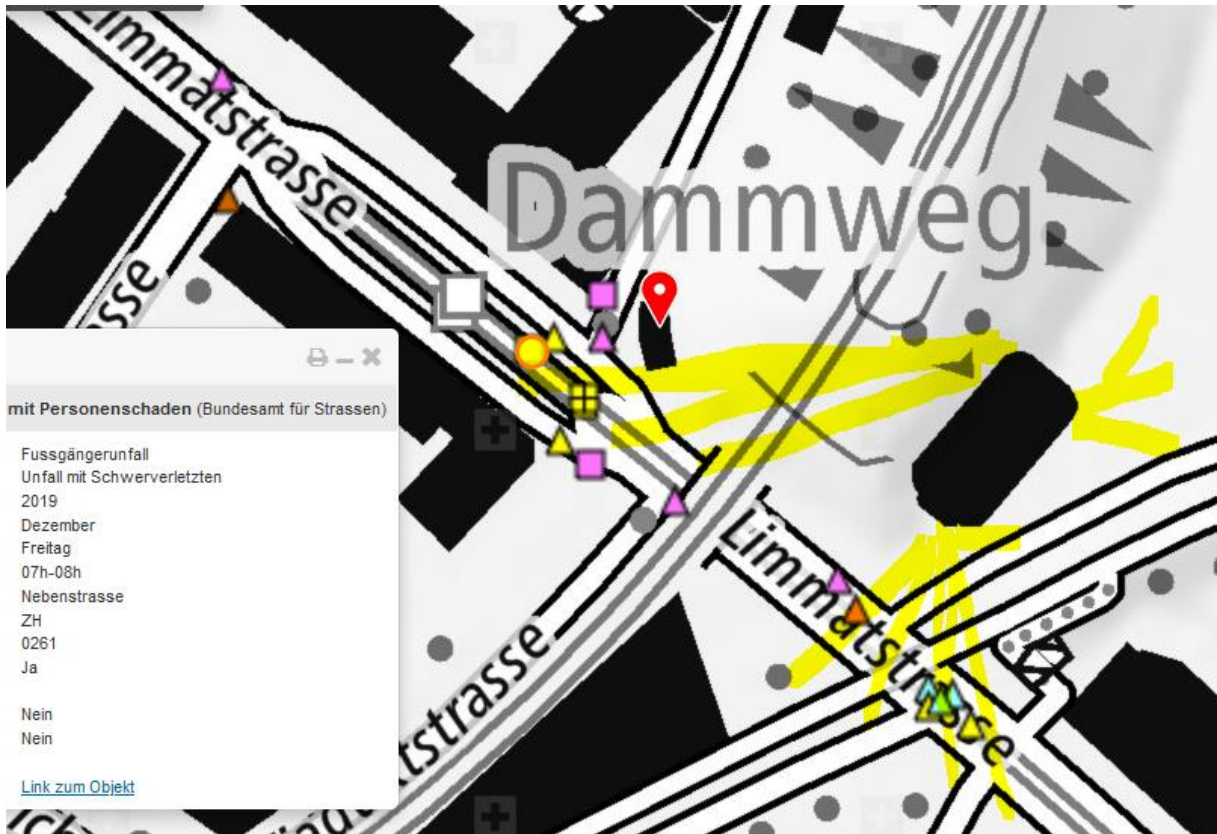 Limmatstrasse
Dammweg
sse
mit Personenschaden (Bundesamt für Strassen)
Fussgängerunfall
Unfall mit Schwerverletzten
2019
Dezember
Freitag
07h-08h
Nebenstrasse
ZH
0261
Ja
Nein
Nein
Link zum Objekt
Limmatstrasse
ktstrasse